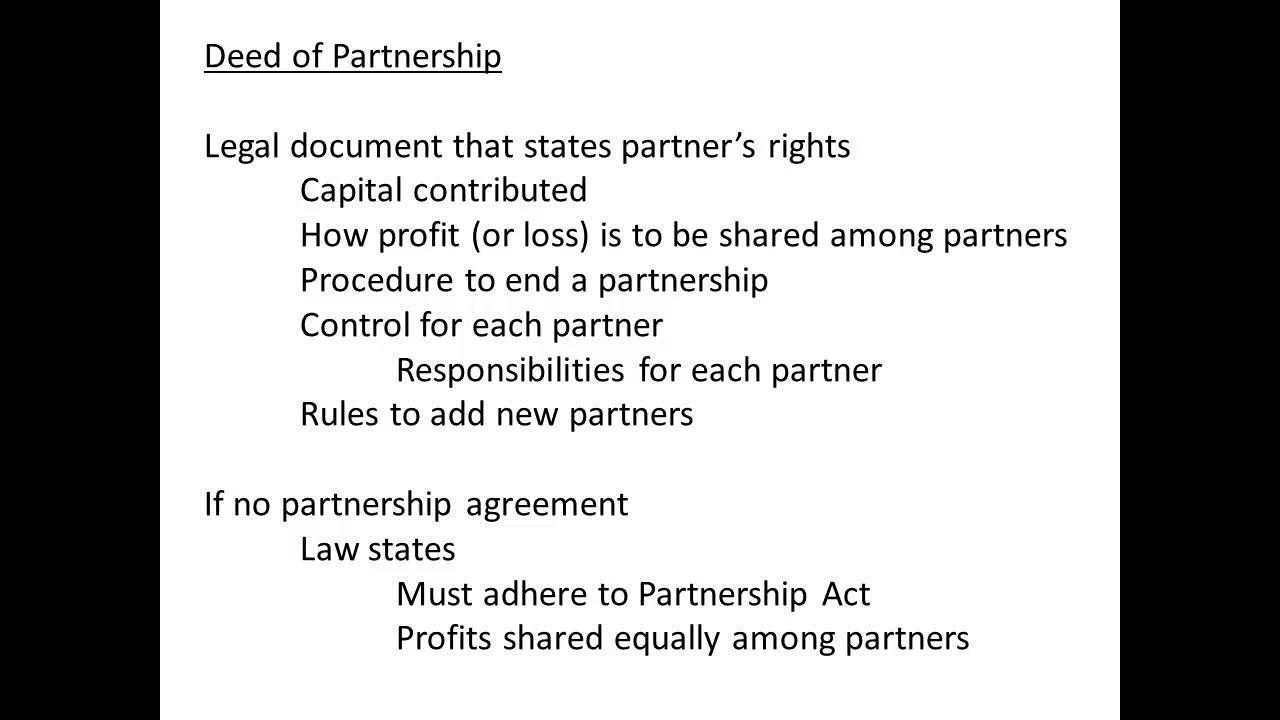 Deed of Partnership
Legal document that states partner’s rights
Capital contributed
How profit (or loss) is to be shared among partners
Procedure to end a partnership
Control for each partner
Responsibilities for each partner
Rules to add new partners
If no partnership agreement
Law states
Must adhere to Partnership Act
Profits shared equally among partners